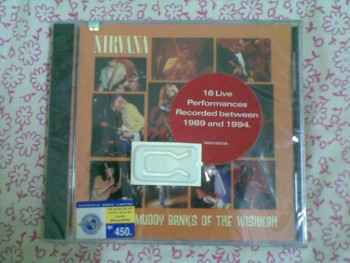 NIRVANA
16 Live
Performances
Recorded between
1989 and 1994.
450.
MUDDY BANKS OF THE WISHKAH